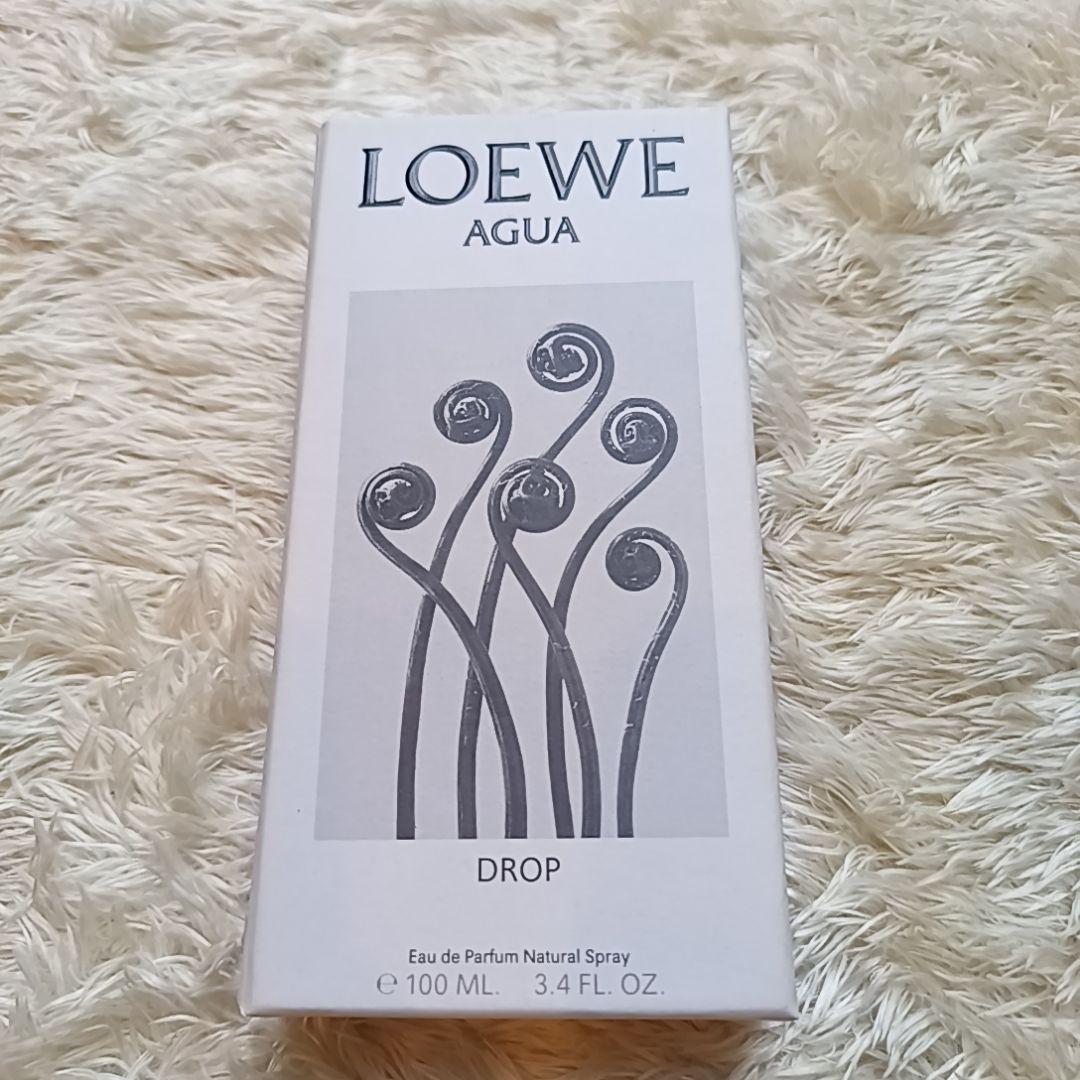 LOEWE
AGUA
DROP
Eau de Parfum Natural Spray
℮ 100 ML. 3.4 FL. OZ.